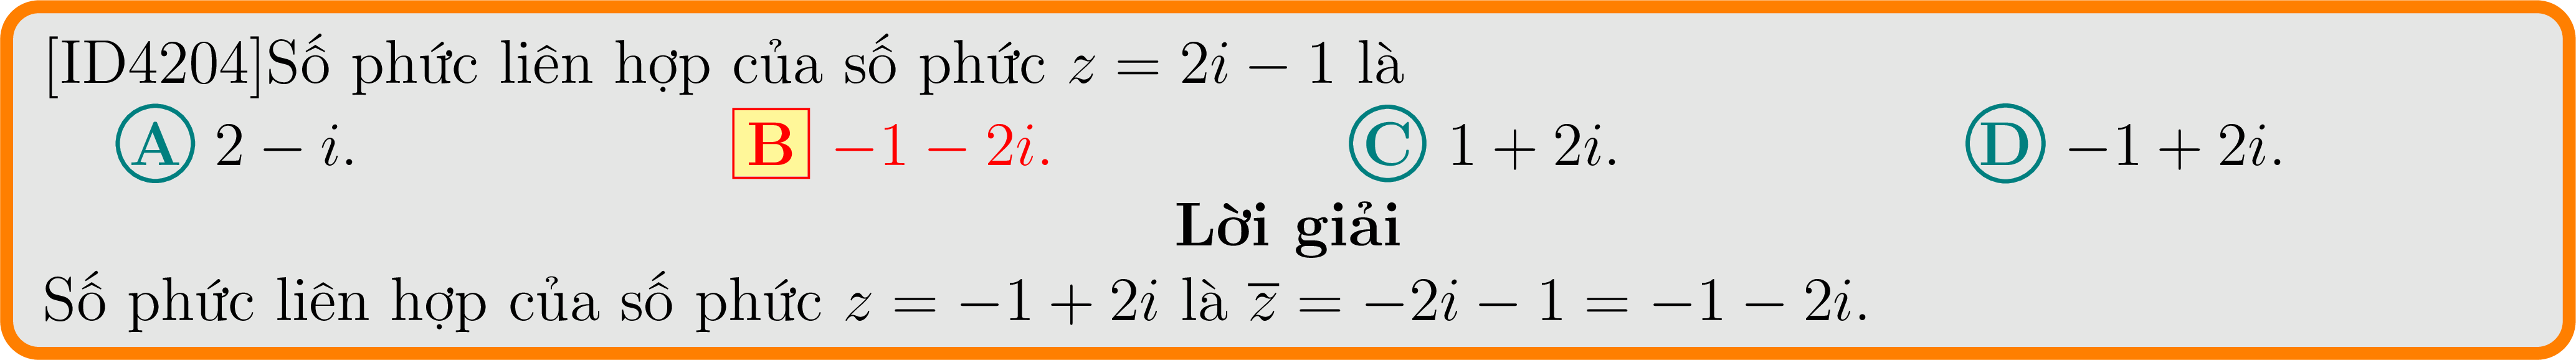 [ID4204]Số phức liên hợp của số phức z = 2i − 1 là
A 2 − i. B −1 − 2i. C 1 + 2i. D −1 + 2i.
Lời giải
Số phức liên hợp của số phức z = −1 + 2i là z̅ = −2i − 1 = −1 − 2i.